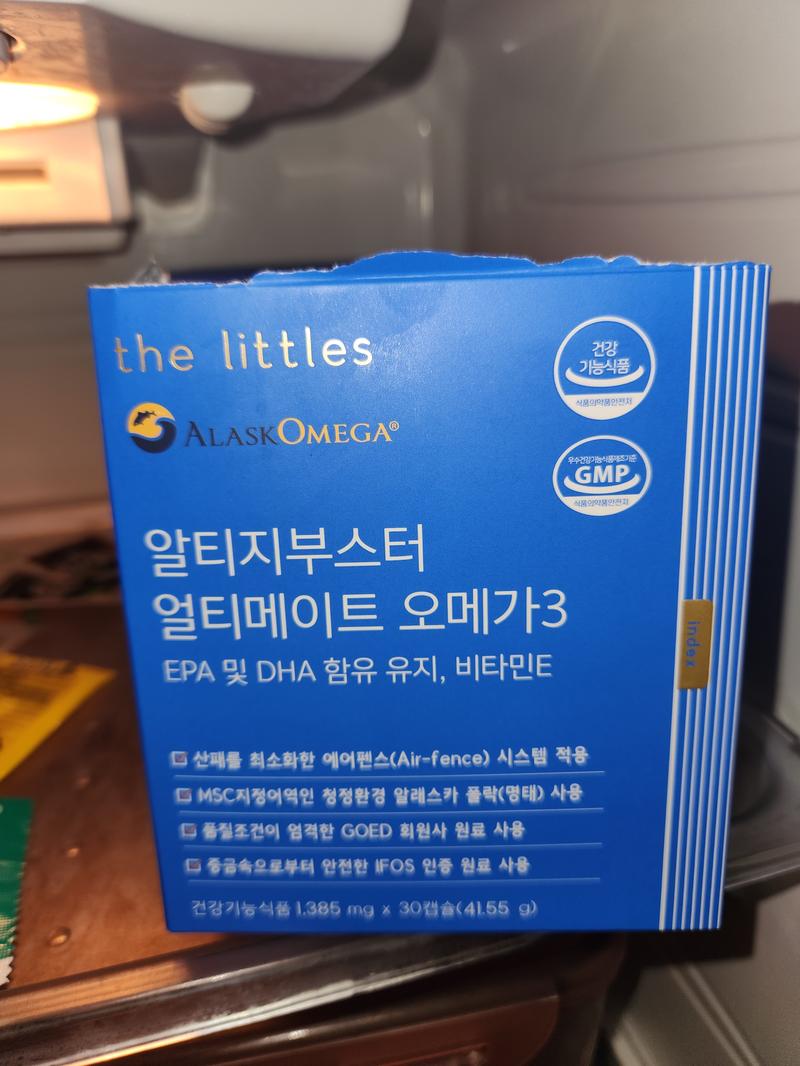 the littles
ALASKOMEGA®
건강
기능식품
식품의약품안전처
우수건강기능식품제조기준
GMP
식품의약품안전처
알티지부스터
얼티메이트 오메가3
EPA 및 DHA 함유 유지, 비타민E
index
산패를 최소화한 에어펜스(Air-fence) 시스템 적용
MSC지정어역인 청정환경 알래스카 폴락(명태) 사용
품질조건이 엄격한 GOED 회원사 원료 사용
중금속으로부터 안전한 IFOS 인증 원료 사용
건강기능식품 1,385 mg x 30캡슐(41.55 g)